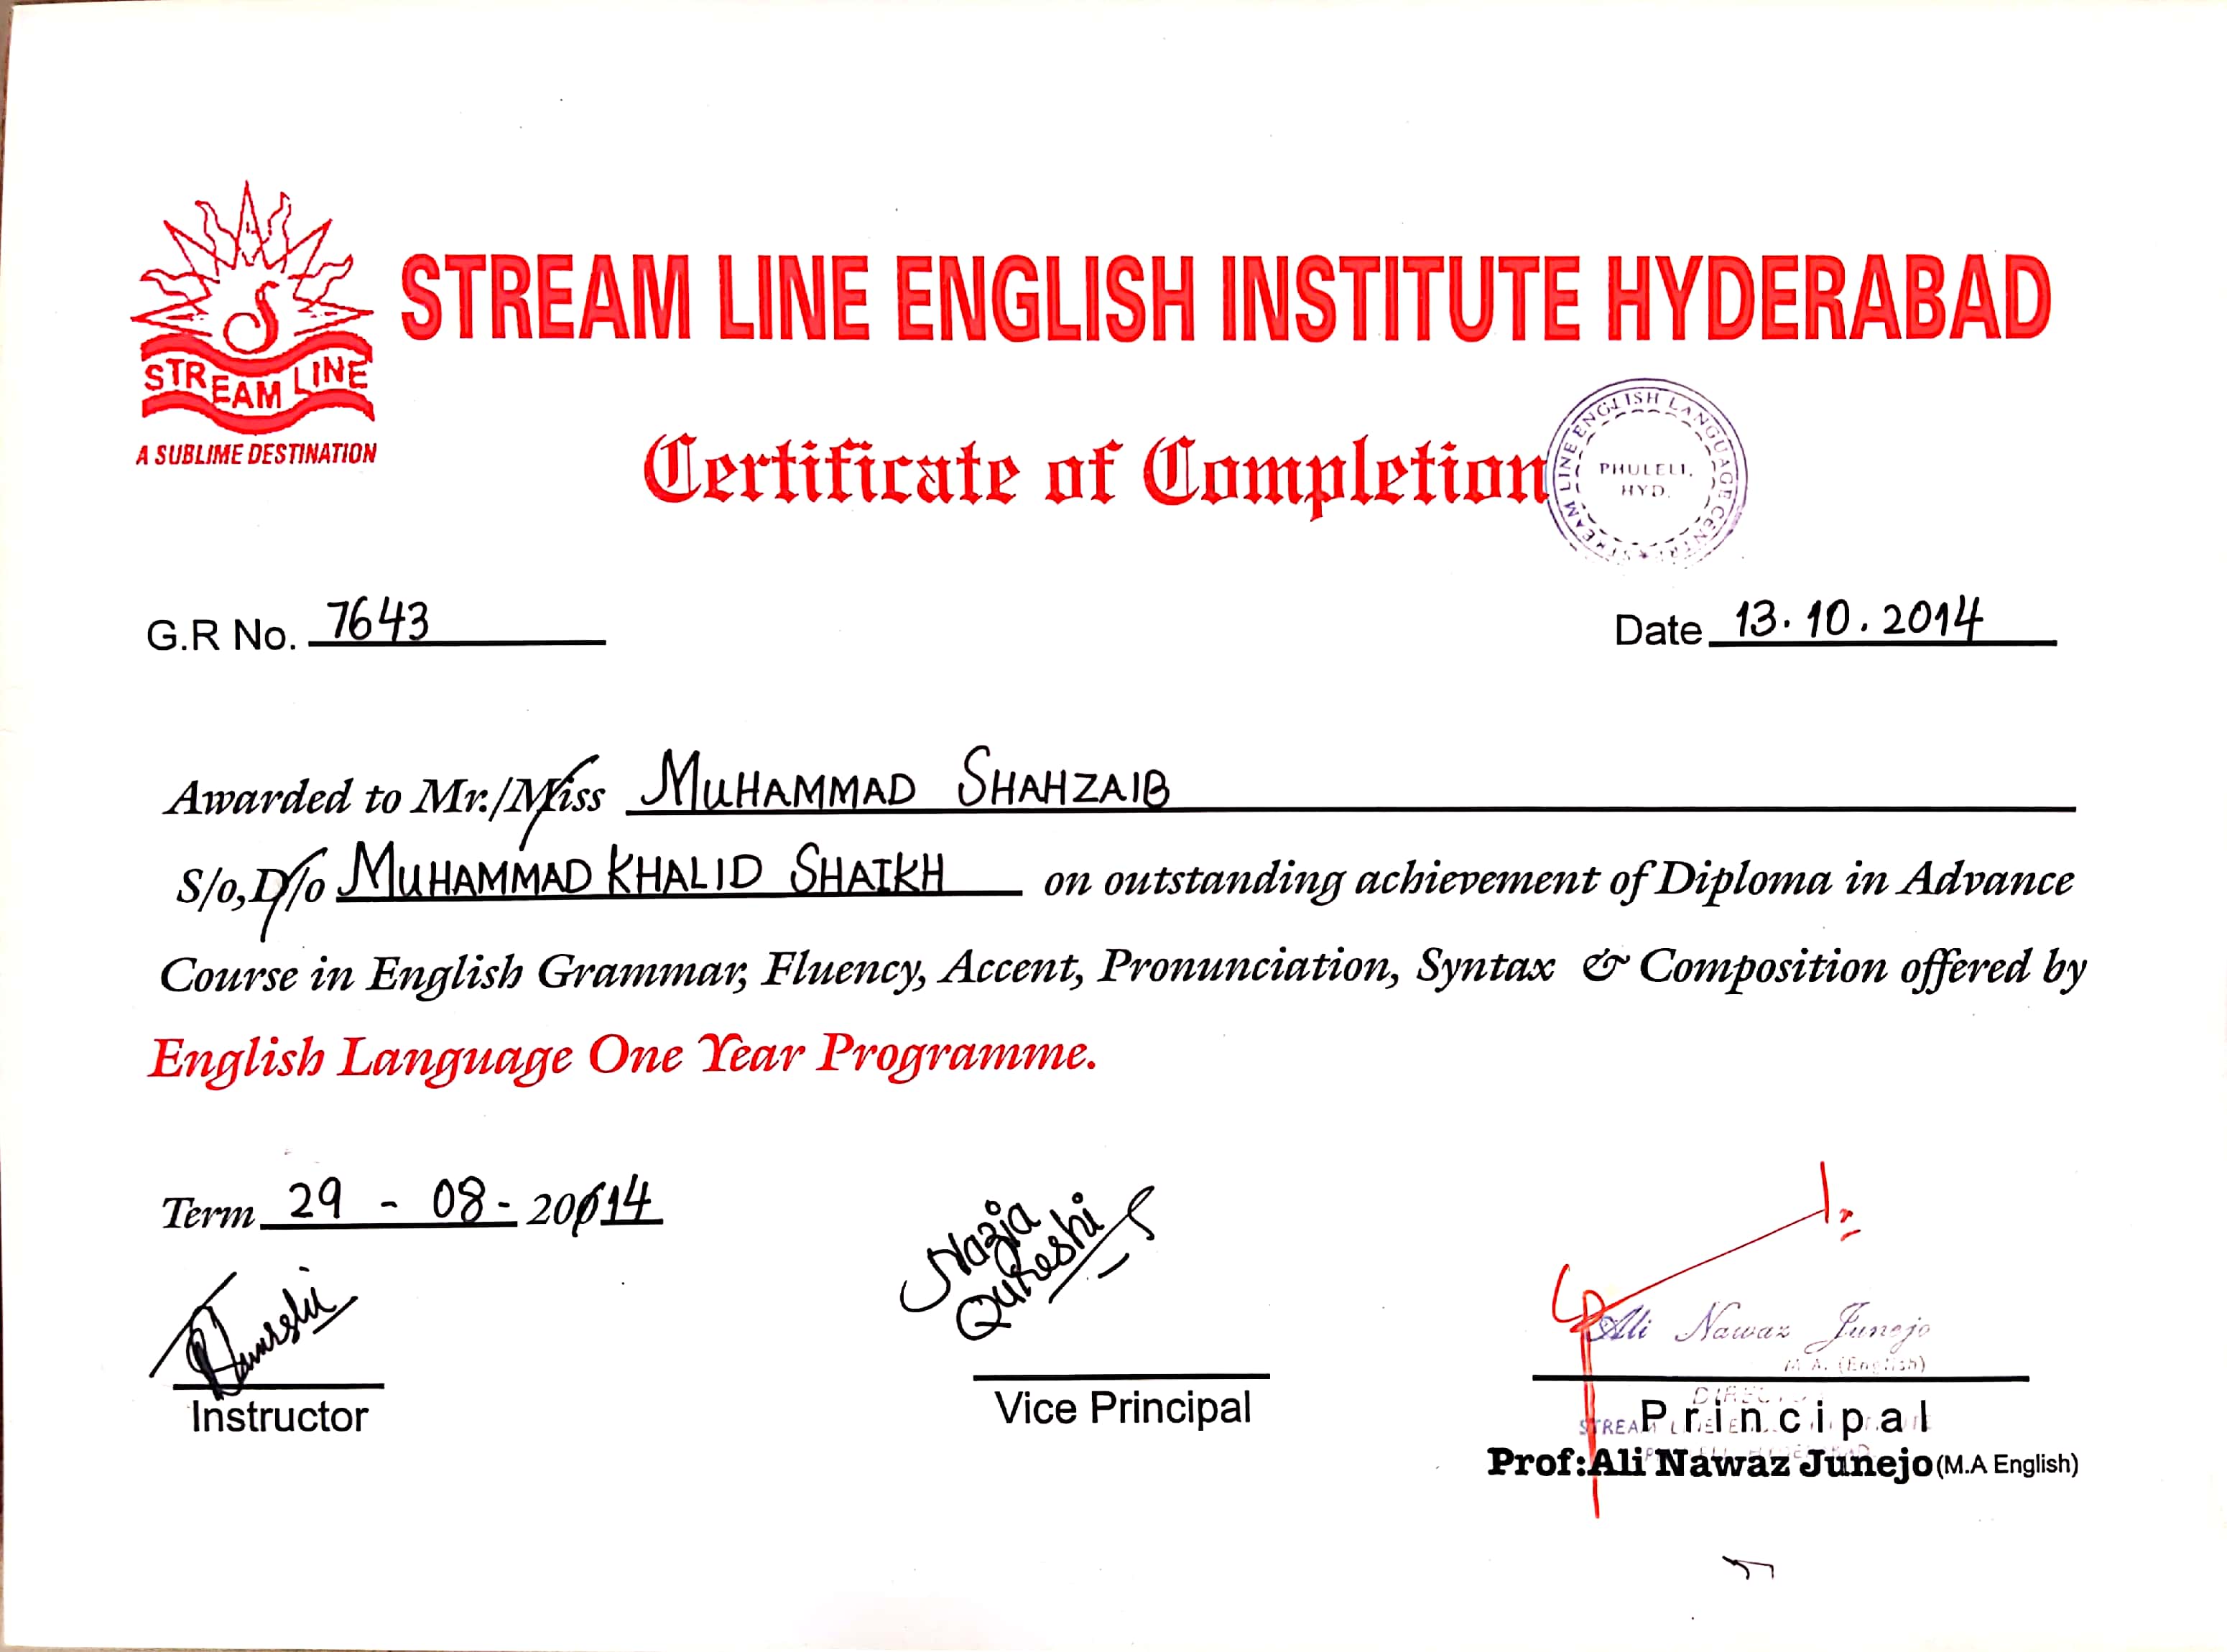 STREAM LINE
A SUBLIME DESTINATION
STREAM LINE ENGLISH INSTITUTE HYDERABAD
Certificate of Completion
STREAM LINE ENGLISH LANGUAGE CENTRE
PHULELI,
HYD.
G.R No. 7643
Date 13.10.2014
Awarded to Mr./Miss MUHAMMAD SHAHZAIB
S/o, D/o MUHAMMAD KHALID SHAIKH on outstanding achievement of Diploma in Advance
Course in English Grammar, Fluency, Accent, Pronunciation, Syntax & Composition offered by
English Language One Year Programme.
Term 29 - 08 - 2014
Nazia
Qureshi
Ali Nawaz Junejo
M.A. (English)
Instructor
Vice Principal
DIRECTOR
Principal
STREAM LINE
Prof: Ali Nawaz Junejo (M.A English)